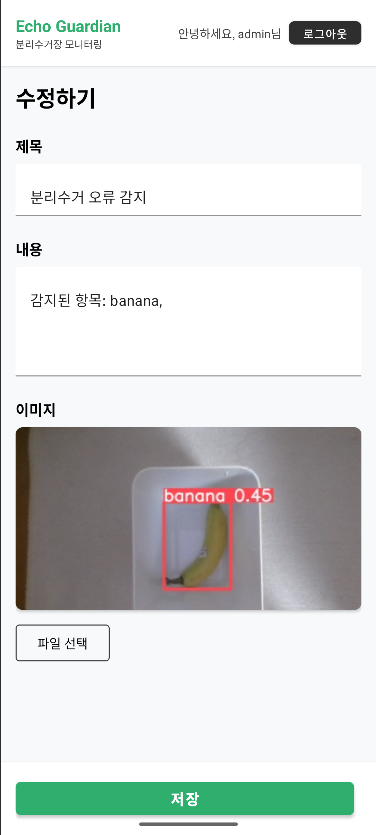 Echo Guardian
분리수거장 모니터링
안녕하세요, admin님
로그아웃
수정하기
제목
분리수거 오류 감지
내용
감지된 항목: banana,
이미지
banana 0.45
파일 선택
저장